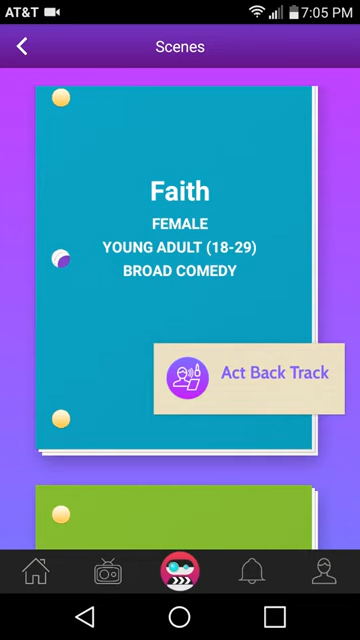 AT&T 7:05 PM
Scenes
Faith
FEMALE
YOUNG ADULT (18-29)
BROAD COMEDY
Act Back Track